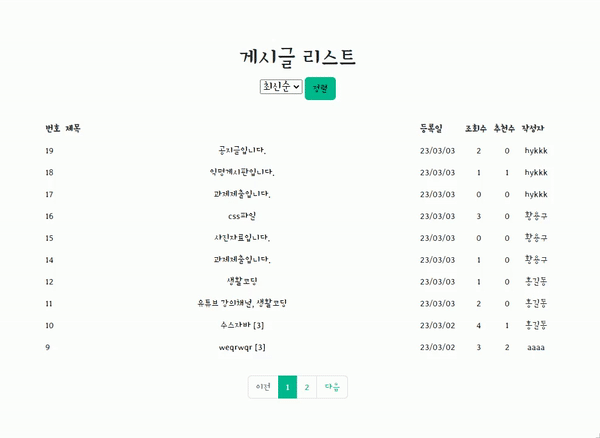 게시글 리스트
최신순 정렬
번호 제목 등록일 조회수 추천수 작성자
19 공지글입니다. 23/03/03 2 0 hykkk
18 익명게시판입니다. 23/03/03 1 1 hykkk
17 과제제출입니다. 23/03/03 0 0 hykkk
16 css파일 23/03/03 3 0 황용구
15 사진자료입니다. 23/03/03 0 0 황용구
14 과제제출입니다. 23/03/03 1 0 황용구
12 생활코딩 23/03/03 1 0 홍길동
11 유튜브 강의채널, 생활코딩 23/03/03 2 0 홍길동
10 수스자바 [3] 23/03/02 4 1 홍길동
9 weqrwqr [3] 23/03/02 3 2 aaaa
이전 1 2 다음